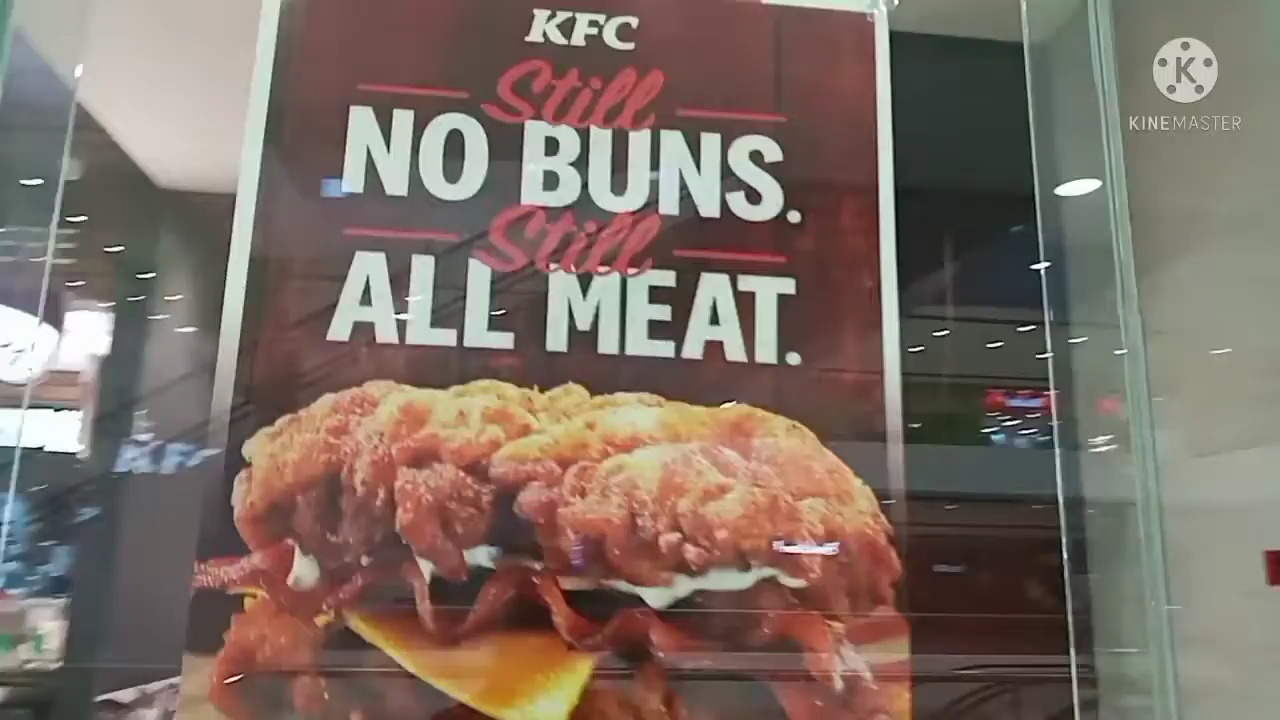 KFC
Still
NO BUNS.
Still
ALL MEAT.
K
KINEMASTER